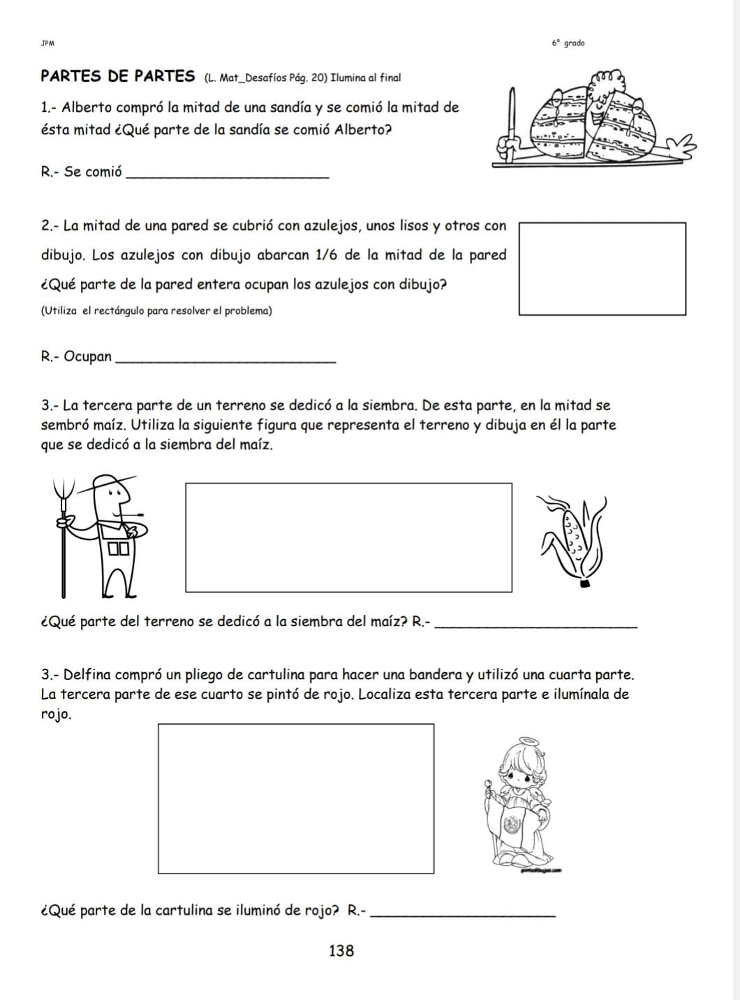 JPM
6° grado
PARTES DE PARTES (L. Mat_Desafíos Pág. 20) Ilumina al final
1.- Alberto compró la mitad de una sandía y se comió la mitad de
ésta mitad ¿Qué parte de la sandía se comió Alberto?
R.- Se comió ______________________________
2.- La mitad de una pared se cubrió con azulejos, unos lisos y otros con
dibujo. Los azulejos con dibujo abarcan 1/6 de la mitad de la pared
¿Qué parte de la pared entera ocupan los azulejos con dibujo?
(Utiliza el rectángulo para resolver el problema)
R.- Ocupan ______________________________
3.- La tercera parte de un terreno se dedicó a la siembra. De esta parte, en la mitad se
sembró maíz. Utiliza la siguiente figura que representa el terreno y dibuja en él la parte
que se dedicó a la siembra del maíz.
¿Qué parte del terreno se dedicó a la siembra del maíz? R.- ______________________________
3.- Delfina compró un pliego de cartulina para hacer una bandera y utilizó una cuarta parte.
La tercera parte de ese cuarto se pintó de rojo. Localiza esta tercera parte e ilumínala de
rojo.
¿Qué parte de la cartulina se iluminó de rojo? R.- ___________________________
138